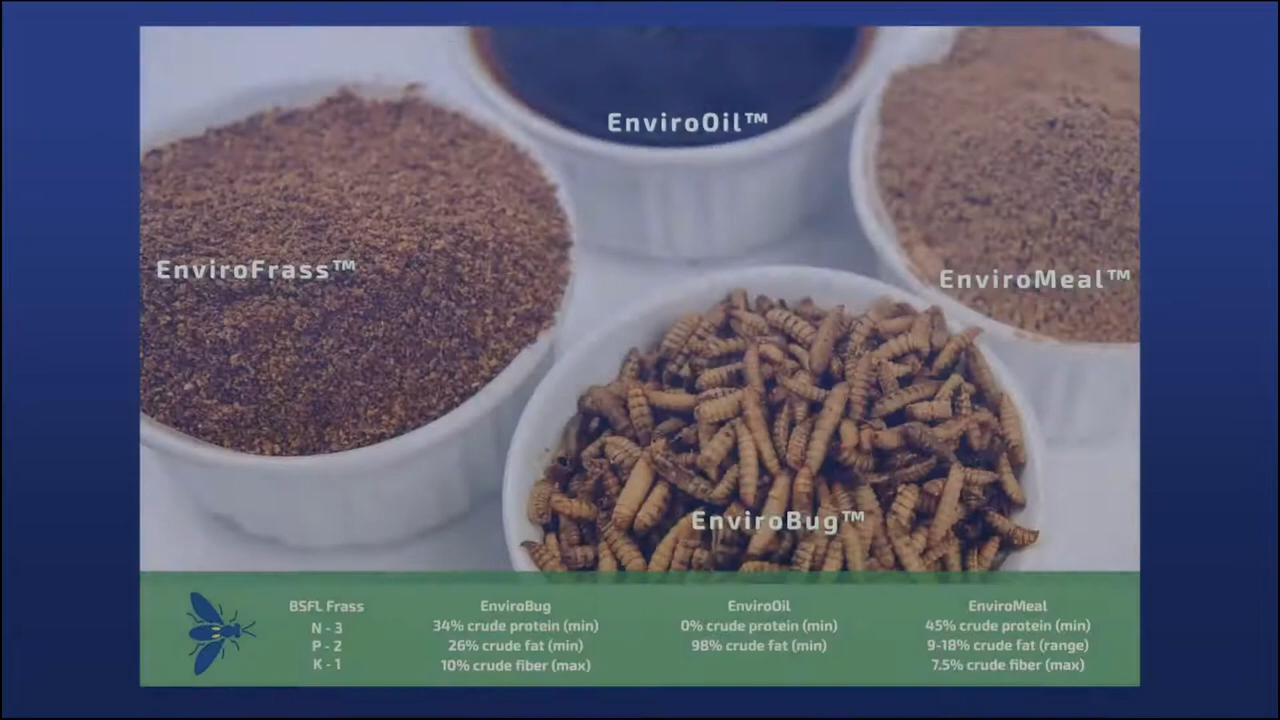 EnviroOil™
EnviroFrass™
EnviroMeal™
EnviroBug™
BSFL Frass
N - 3
P - 2
K - 1
EnviroBug
34% crude protein (min)
26% crude fat (min)
10% crude fiber (max)
EnviroOil
0% crude protein (min)
98% crude fat (min)
EnviroMeal
45% crude protein (min)
9-18% crude fat (range)
7.5% crude fiber (max)